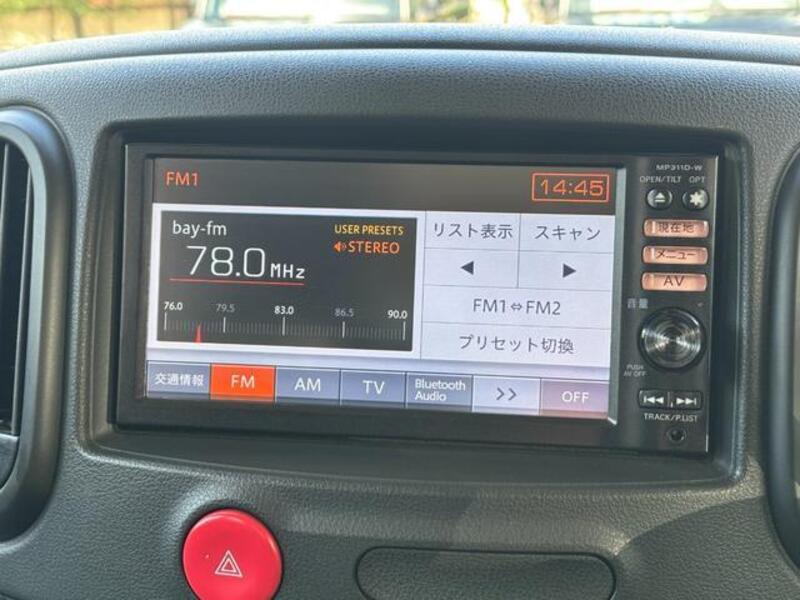 MP311D-W
OPEN/TILT OPT
FM1
14:45
bay-fm
USER PRESETS
STEREO
78.0 MHz
76.0 79.5 83.0 86.5 90.0
リスト表示
スキャン
◀ ▶
FM1⇔FM2
プリセット切換
交通情報
FM
AM
TV
Bluetooth
Audio
>>
OFF
現在地
メニュー
AV
音量
PUSH
AV OFF
TRACK/P.LIST